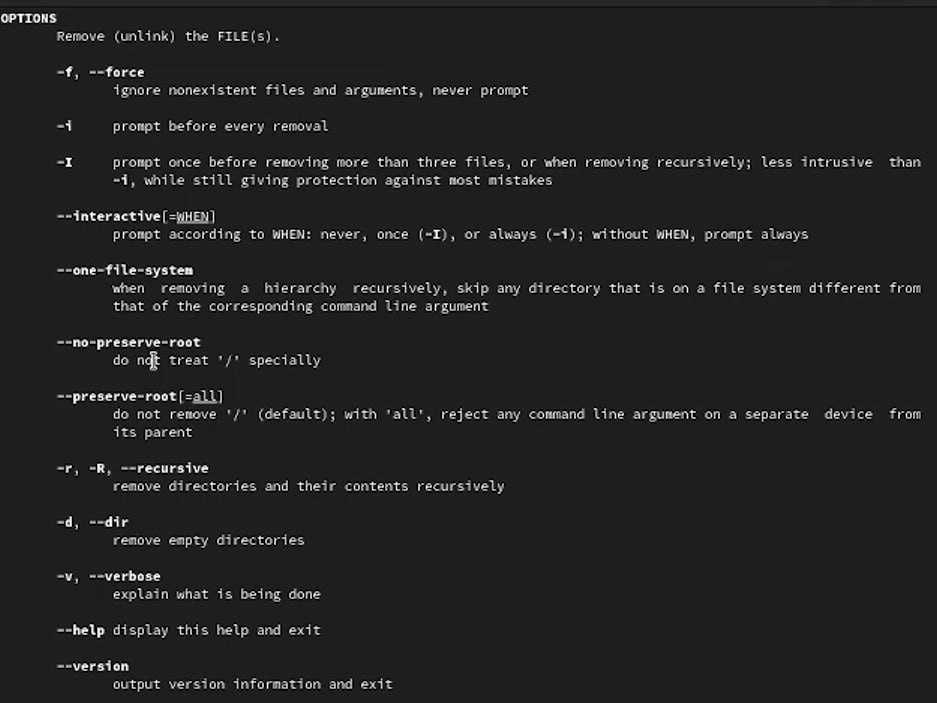 OPTIONS
Remove (unlink) the FILE(s).
-f, --force
ignore nonexistent files and arguments, never prompt
-i prompt before every removal
-I prompt once before removing more than three files, or when removing recursively; less intrusive than
-i, while still giving protection against most mistakes
--interactive[=WHEN]
prompt according to WHEN: never, once (-I), or always (-i); without WHEN, prompt always
--one-file-system
when removing a hierarchy recursively, skip any directory that is on a file system different from
that of the corresponding command line argument
--no-preserve-root
do not treat '/' specially
--preserve-root[=all]
do not remove '/' (default); with 'all', reject any command line argument on a separate device from
its parent
-r, -R, --recursive
remove directories and their contents recursively
-d, --dir
remove empty directories
-v, --verbose
explain what is being done
--help display this help and exit
--version
output version information and exit